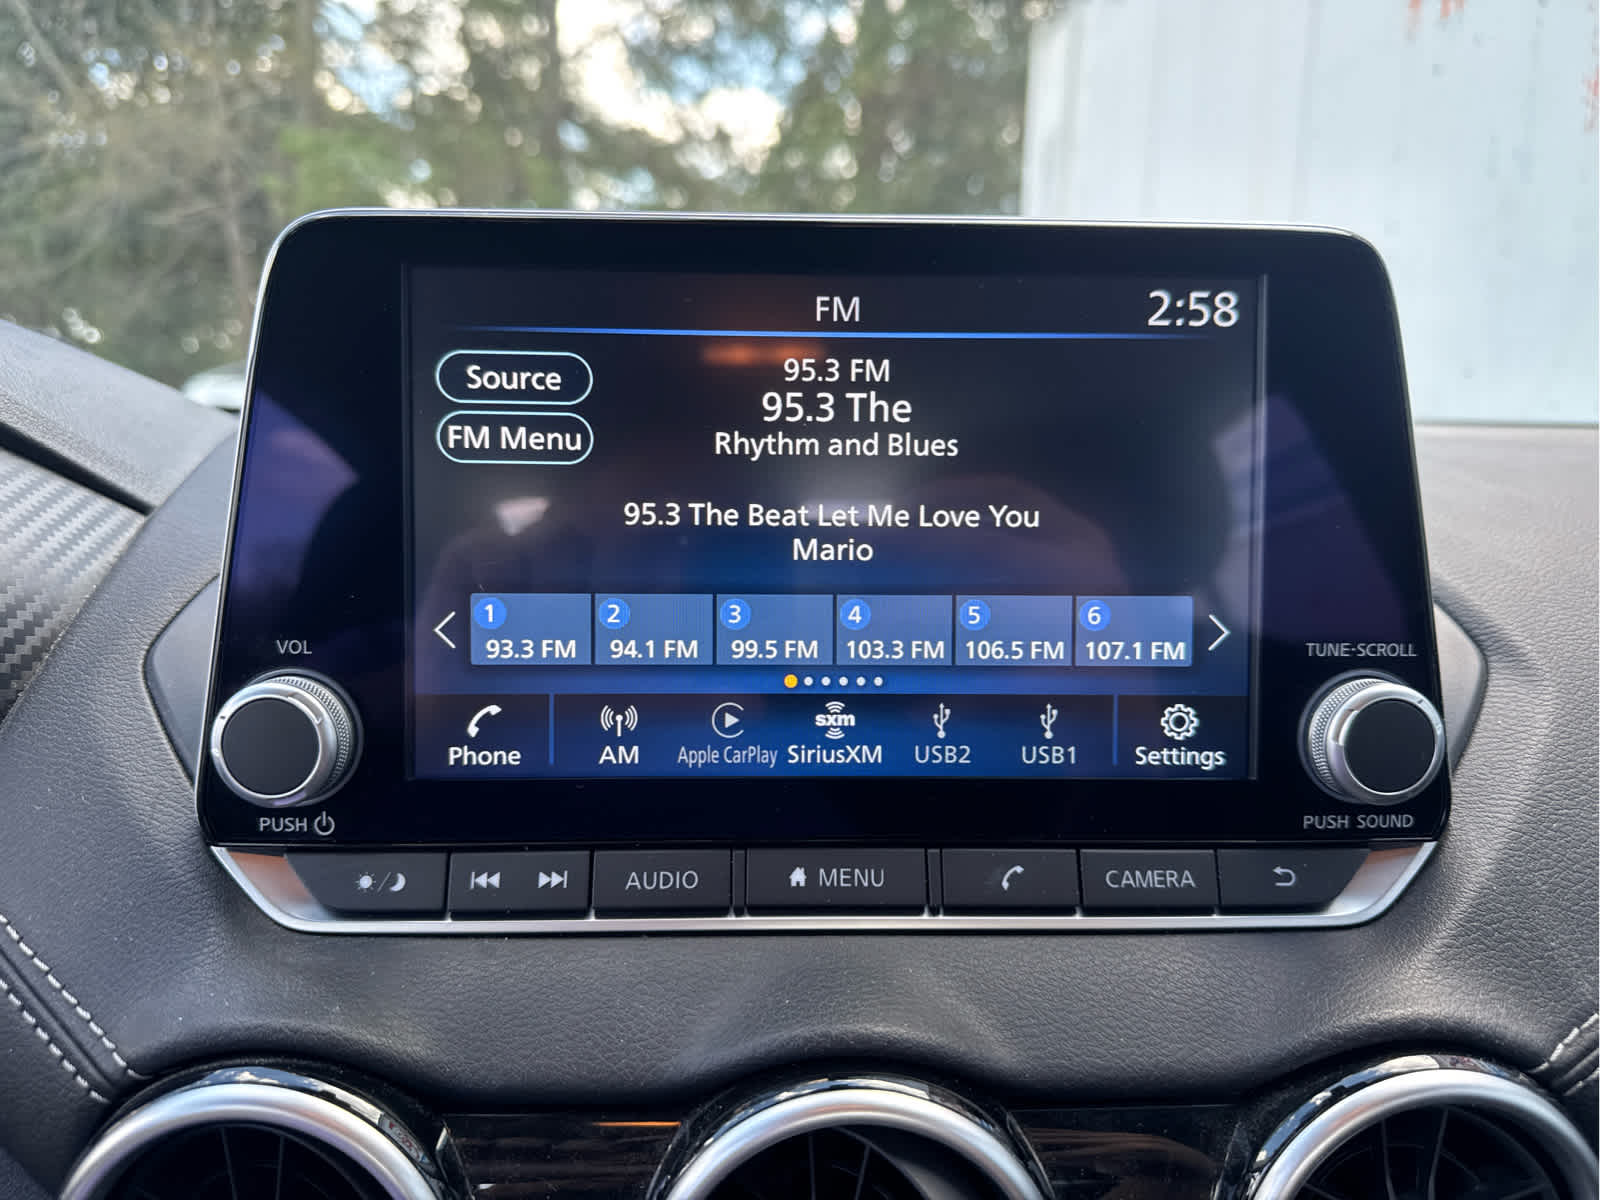 FM
2:58
Source
FM Menu
95.3 FM
95.3 The
Rhythm and Blues
95.3 The Beat Let Me Love You
Mario
1 2 3 4 5 6
93.3 FM 94.1 FM 99.5 FM 103.3 FM 106.5 FM 107.1 FM
sxm
Phone AM Apple CarPlay SiriusXM USB2 USB1 Settings
VOL
PUSH
TUNE-SCROLL
PUSH SOUND
AUDIO MENU CAMERA